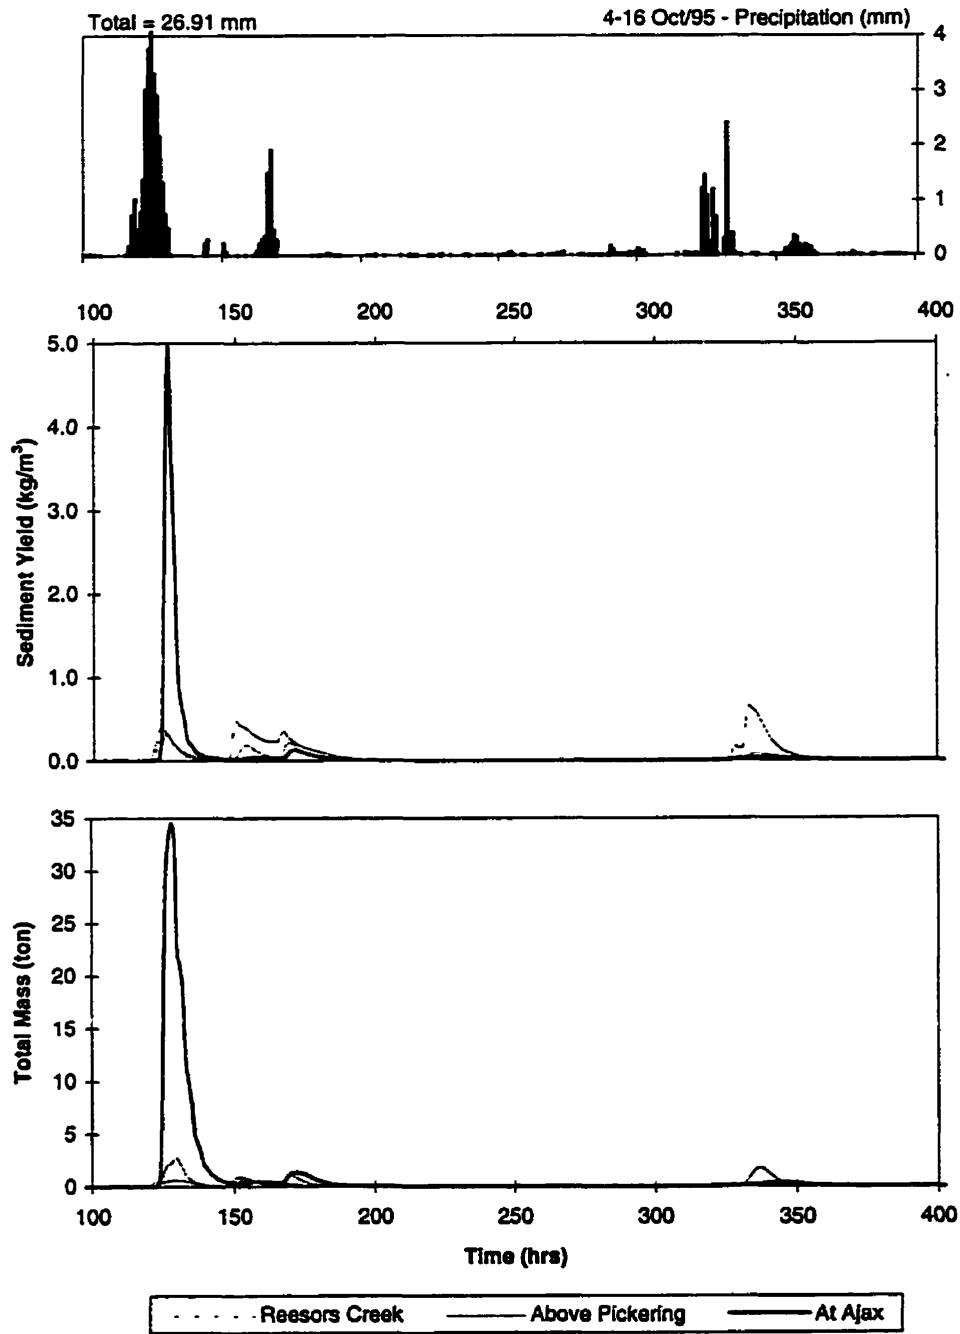 Total = 26.91 mm
4-16 Oct/95 - Precipitation (mm)
4
3
2
1
0
100 150 200 250 300 350 400
Sediment Yield (kg/m³)
5.0
4.0
3.0
2.0
1.0
0.0
Total Mass (ton)
35
30
25
20
15
10
5
0
100 150 200 250 300 350 400
Time (hrs)
Reesors Creek Above Pickering At Ajax